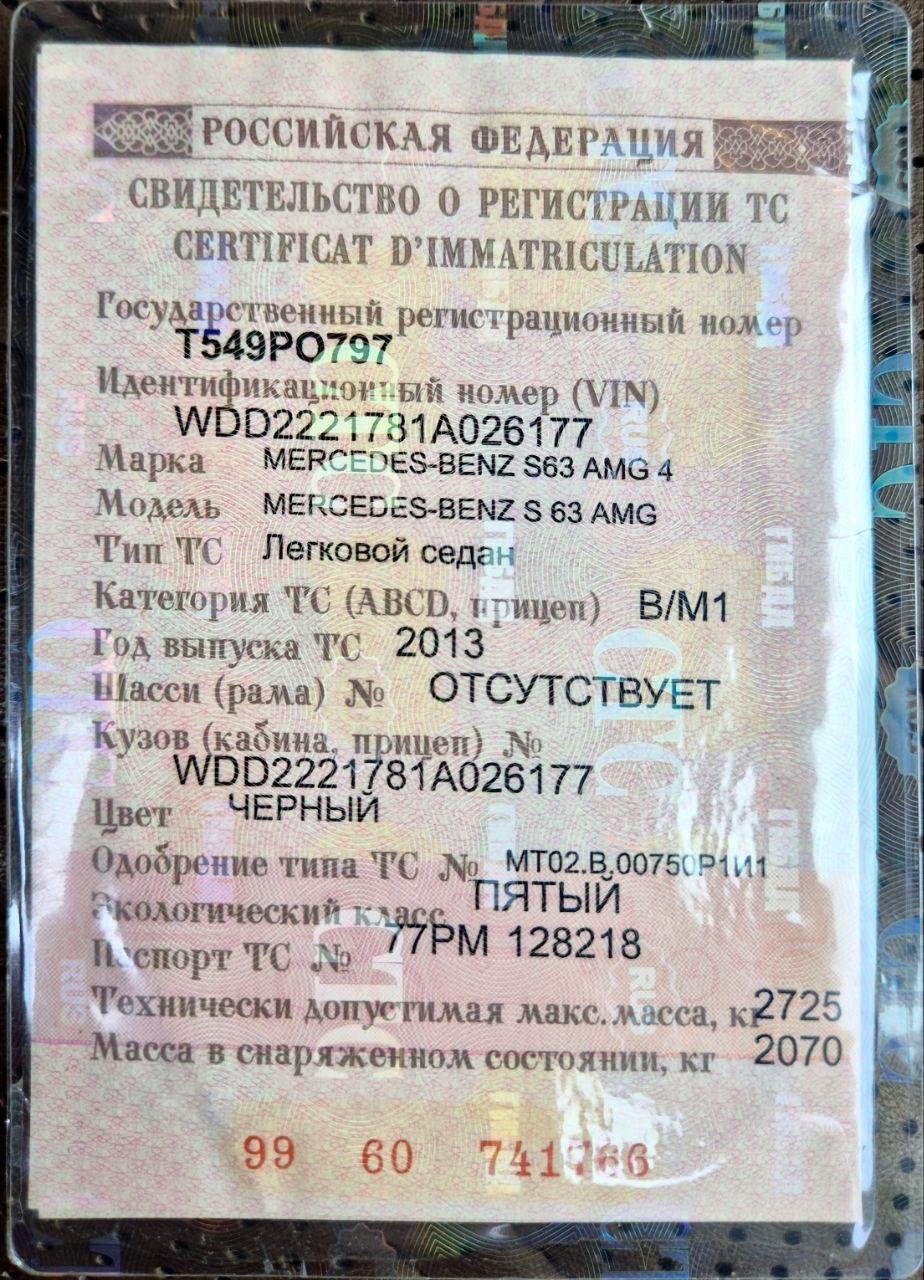 РОССИЙСКАЯ ФЕДЕРАЦИЯ
СВИДЕТЕЛЬСТВО О РЕГИСТРАЦИИ ТС
CERTIFICAT D'IMMATRICULATION
Государственный регистрационный номер
Т549РО797
Идентификационный номер (VIN)
WDD2221781A026177
Марка MERCEDES-BENZ S63 AMG 4
Модель MERCEDES-BENZ S 63 AMG
Тип ТС Легковой седан
Категория ТС (ABCD, прицеп) B/M1
Год выпуска ТС 2013
Шасси (рама) № ОТСУТСТВУЕТ
Кузов (кабина, прицеп) №
WDD2221781A026177
Цвет ЧЕРНЫЙ
Одобрение типа ТС № МТ02.В.00750Р1И1
Экологический класс ПЯТЫЙ
Паспорт ТС № 77РМ 128218
Технически допустимая макс. масса, кг 2725
Масса в снаряженном состоянии, кг 2070
99 60